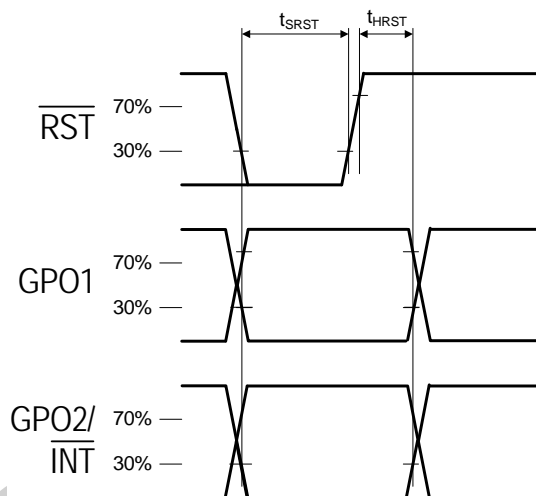 tSRST tHRST
RST 70%
30%
GPO1 70%
30%
GPO2/ 70%
INT 30%